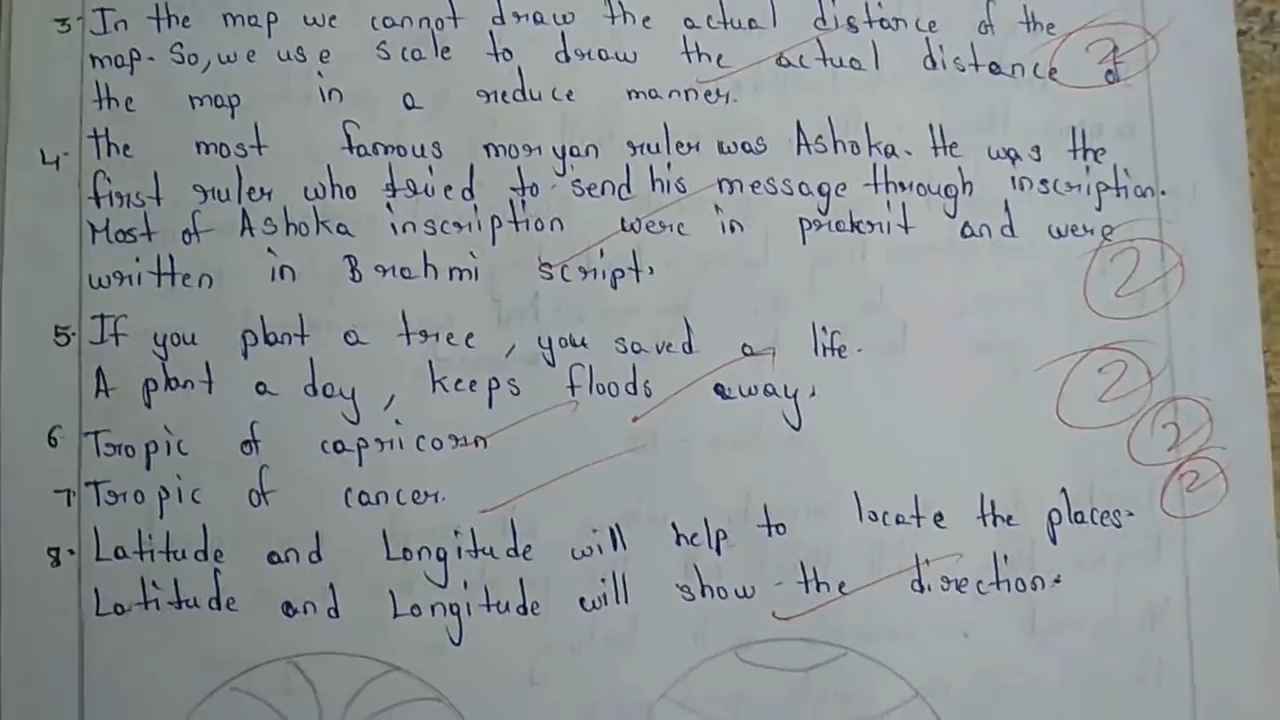 3. In the map we cannot draw the actual distance of the
map. So, we use scale to draw the actual distance of
the map in a reduce manner.
4. The most famous moryan ruler was Ashoka. He was the
first ruler who tried to send his message through inscription.
Most of Ashoka inscription were in prakrit and were
written in Brahmi script.
5. If you plant a tree, you saved a life.
A plant a day, keeps floods away.
6. Tropic of capricorn
7. Tropic of cancer.
8. Latitude and Longitude will help to locate the places.
Latitude and Longitude will show the direction.
2
2
2
2
2